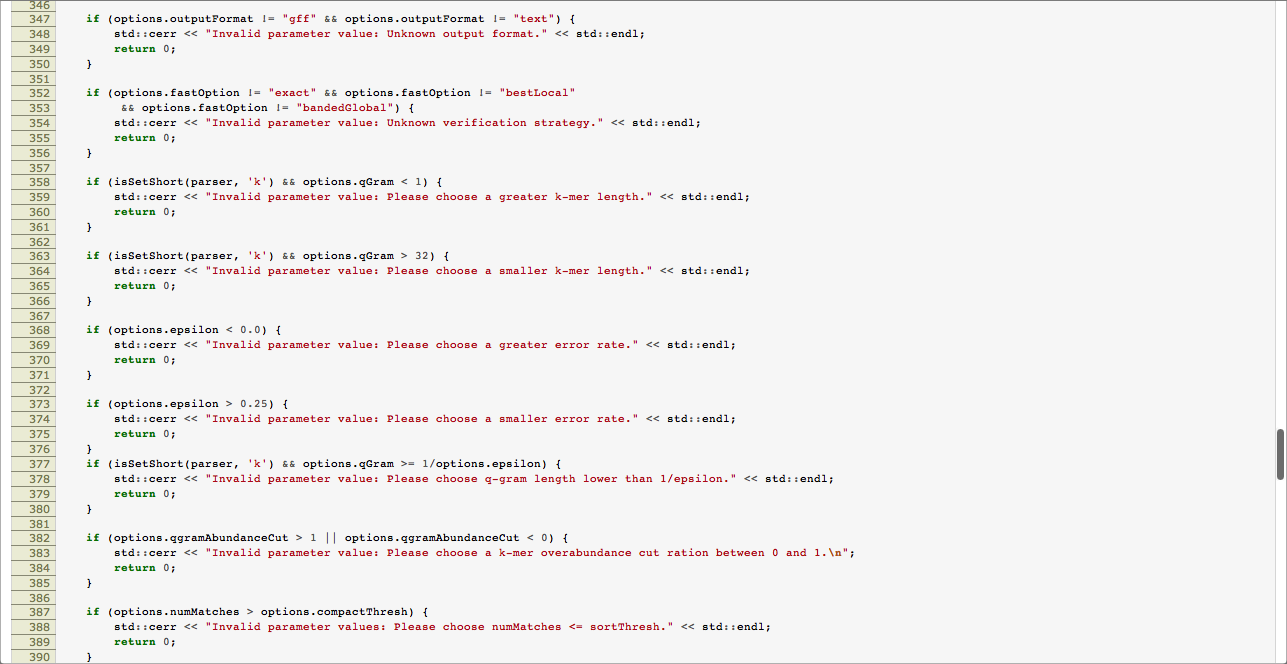 346
347 if (options.outputFormat != "gff" && options.outputFormat != "text") {
348 std::cerr << "Invalid parameter value: Unknown output format." << std::endl;
349 return 0;
350 }
351
352 if (options.fastOption != "exact" && options.fastOption != "bestLocal"
353 && options.fastOption != "bandedGlobal") {
354 std::cerr << "Invalid parameter value: Unknown verification strategy." << std::endl;
355 return 0;
356 }
357
358 if (isSetShort(parser, 'k') && options.qGram < 1) {
359 std::cerr << "Invalid parameter value: Please choose a greater k-mer length." << std::endl;
360 return 0;
361 }
362
363 if (isSetShort(parser, 'k') && options.qGram > 32) {
364 std::cerr << "Invalid parameter value: Please choose a smaller k-mer length." << std::endl;
365 return 0;
366 }
367
368 if (options.epsilon < 0.0) {
369 std::cerr << "Invalid parameter value: Please choose a greater error rate." << std::endl;
370 return 0;
371 }
372
373 if (options.epsilon > 0.25) {
374 std::cerr << "Invalid parameter value: Please choose a smaller error rate." << std::endl;
375 return 0;
376 }
377 if (isSetShort(parser, 'k') && options.qGram >= 1/options.epsilon) {
378 std::cerr << "Invalid parameter value: Please choose q-gram length lower than 1/epsilon." << std::endl;
379 return 0;
380 }
381
382 if (options.qgramAbundanceCut > 1 || options.qgramAbundanceCut < 0) {
383 std::cerr << "Invalid parameter value: Please choose a k-mer overabundance cut ration between 0 and 1.\n";
384 return 0;
385 }
386
387 if (options.numMatches > options.compactThresh) {
388 std::cerr << "Invalid parameter values: Please choose numMatches <= sortThresh." << std::endl;
389 return 0;
390 }